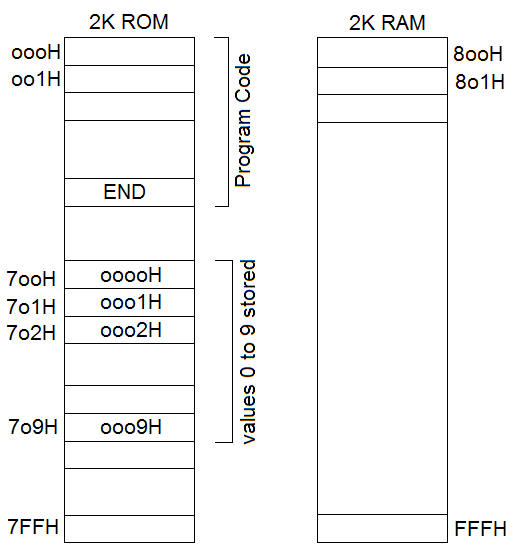 2K ROM
2K RAM
oooH
8ooH
oo1H
8o1H
Program Code
END
7ooH
ooooH
7o1H
ooo1H
7o2H
ooo2H
values 0 to 9 stored
7o9H
ooo9H
7FFH
FFFH